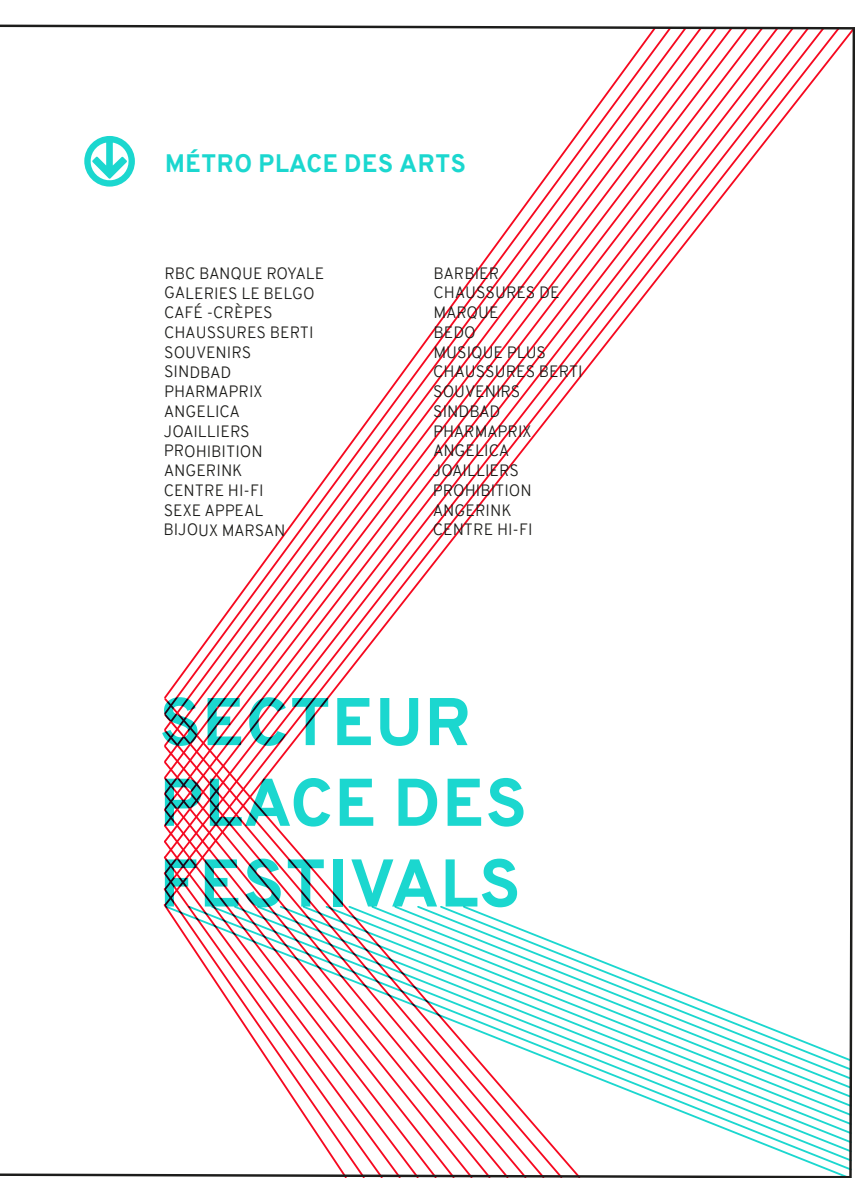 MÉTRO PLACE DES ARTS
RBC BANQUE ROYALE
GALERIES LE BELGO
CAFÉ -CRÈPES
CHAUSSURES BERTI
SOUVENIRS
SINDBAD
PHARMAPRIX
ANGELICA
JOAILLIERS
PROHIBITION
ANGERINK
CENTRE HI-FI
SEXE APPEAL
BIJOUX MARSAN
BARBIER
CHAUSSURES DE
MARQUE
BEDO
MUSIQUE PLUS
CHAUSSURES BERTI
SOUVENIRS
SINDBAD
PHARMAPRIX
ANGELICA
JOAILLIERS
PROHIBITION
ANGERINK
CENTRE HI-FI
SECTEUR
PLACE DES
FESTIVALS